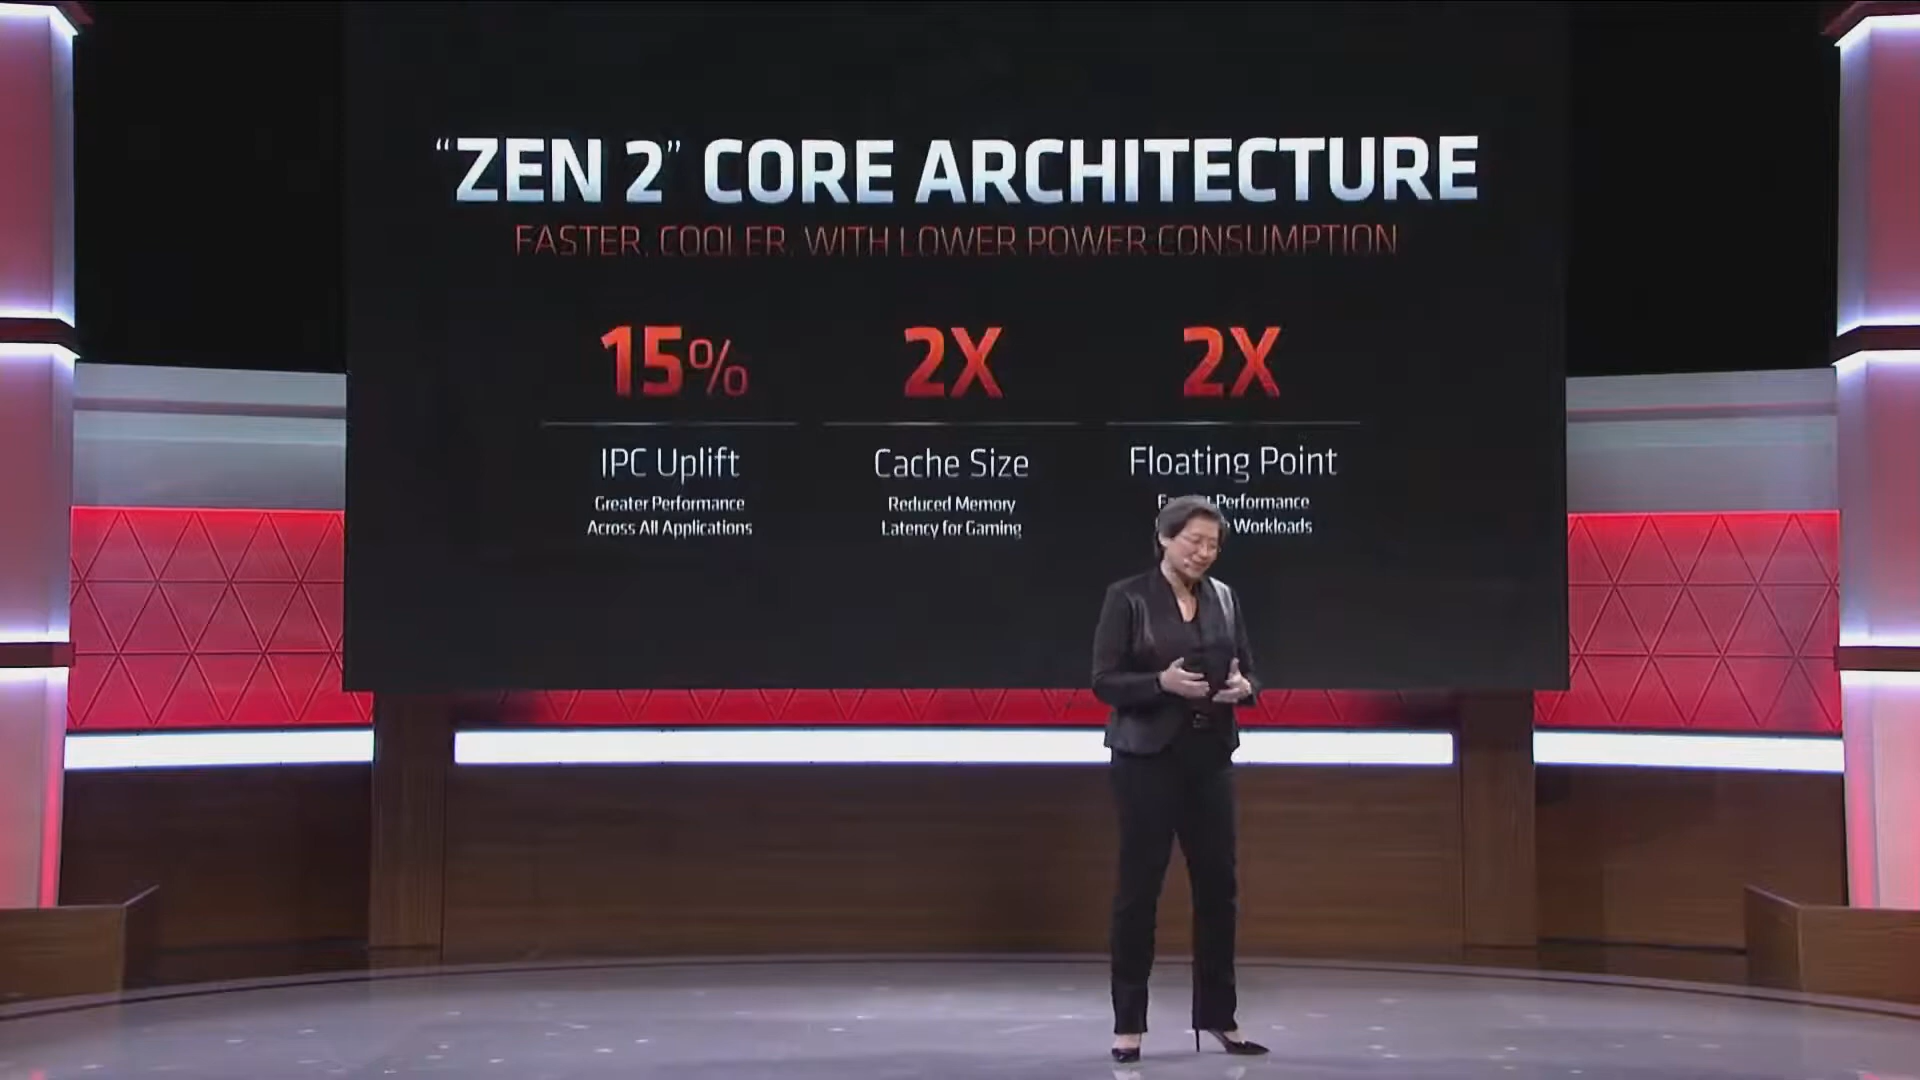 “ZEN 2” CORE ARCHITECTURE
FASTER, COOLER, WITH LOWER POWER CONSUMPTION
15%
IPC Uplift
Greater Performance
Across All Applications
2X
Cache Size
Reduced Memory
Latency for Gaming
2X
Floating Point
Performance
Workloads